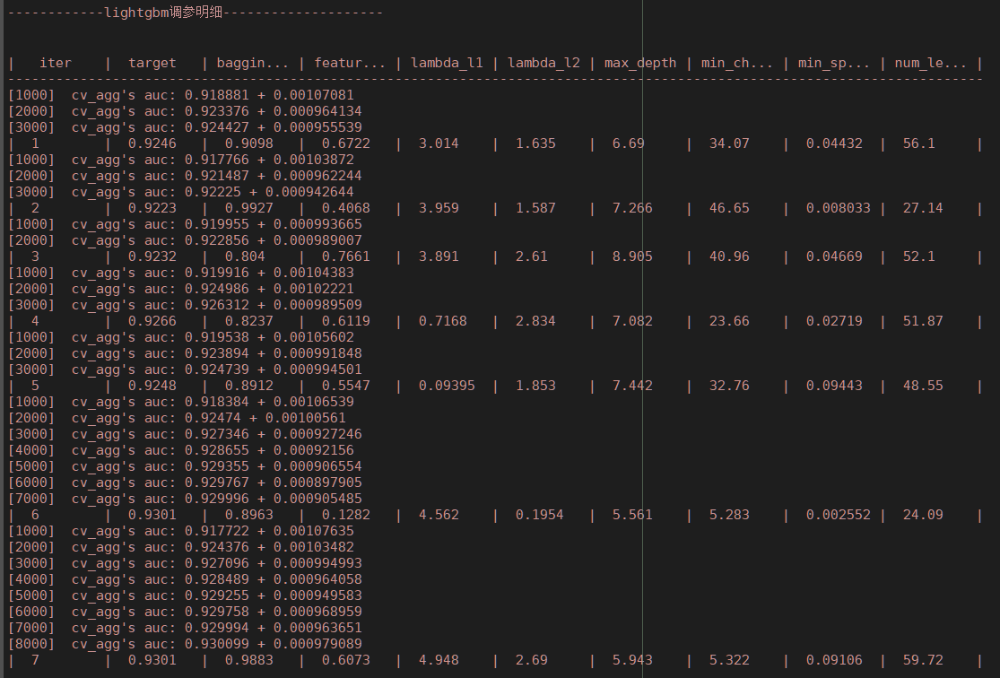 ------------lightgbm调参明细--------------------
|   iter    |  target   | baggin... | featur... | lambda_l1 | lambda_l2 | max_depth | min_ch... | min_sp... | num_le... |
-------------------------------------------------------------------------------------------------------------------------
[1000]  cv_agg's auc: 0.918881 + 0.00107081
[2000]  cv_agg's auc: 0.923376 + 0.000964134
[3000]  cv_agg's auc: 0.924427 + 0.000955539
|  1        |  0.9246   |  0.9098   |  0.6722   |  3.014    |  1.635    |  6.69     |  34.07    |  0.04432  |  56.1     |
[1000]  cv_agg's auc: 0.917766 + 0.00103872
[2000]  cv_agg's auc: 0.921487 + 0.000962244
[3000]  cv_agg's auc: 0.92225 + 0.000942644
|  2        |  0.9223   |  0.9927   |  0.4068   |  3.959    |  1.587    |  7.266    |  46.65    |  0.008033 |  27.14    |
[1000]  cv_agg's auc: 0.919955 + 0.000993665
[2000]  cv_agg's auc: 0.922856 + 0.000989007
|  3        |  0.9232   |  0.804    |  0.7661   |  3.891    |  2.61     |  8.905    |  40.96    |  0.04669  |  52.1     |
[1000]  cv_agg's auc: 0.919916 + 0.00104383
[2000]  cv_agg's auc: 0.924986 + 0.00102221
[3000]  cv_agg's auc: 0.926312 + 0.000989509
|  4        |  0.9266   |  0.8237   |  0.6119   |  0.7168   |  2.834    |  7.082    |  23.66    |  0.02719  |  51.87    |
[1000]  cv_agg's auc: 0.919538 + 0.00105602
[2000]  cv_agg's auc: 0.923894 + 0.000991848
[3000]  cv_agg's auc: 0.924739 + 0.000994501
|  5        |  0.9248   |  0.8912   |  0.5547   |  0.09395  |  1.853    |  7.442    |  32.76    |  0.09443  |  48.55    |
[1000]  cv_agg's auc: 0.918384 + 0.00106539
[2000]  cv_agg's auc: 0.92474 + 0.00100561
[3000]  cv_agg's auc: 0.927346 + 0.000927246
[4000]  cv_agg's auc: 0.928655 + 0.00092156
[5000]  cv_agg's auc: 0.929355 + 0.000906554
[6000]  cv_agg's auc: 0.929767 + 0.000897905
[7000]  cv_agg's auc: 0.929996 + 0.000905485
|  6        |  0.9301   |  0.8963   |  0.1282   |  4.562    |  0.1954   |  5.561    |  5.283    |  0.002552 |  24.09    |
[1000]  cv_agg's auc: 0.917722 + 0.00107635
[2000]  cv_agg's auc: 0.924376 + 0.00103482
[3000]  cv_agg's auc: 0.927096 + 0.000994993
[4000]  cv_agg's auc: 0.928489 + 0.000964058
[5000]  cv_agg's auc: 0.929255 + 0.000949583
[6000]  cv_agg's auc: 0.929758 + 0.000968959
[7000]  cv_agg's auc: 0.929994 + 0.000963651
[8000]  cv_agg's auc: 0.930099 + 0.000979089
|  7        |  0.9301   |  0.9883   |  0.6073   |  4.948    |  2.69     |  5.943    |  5.322    |  0.09106  |  59.72    |